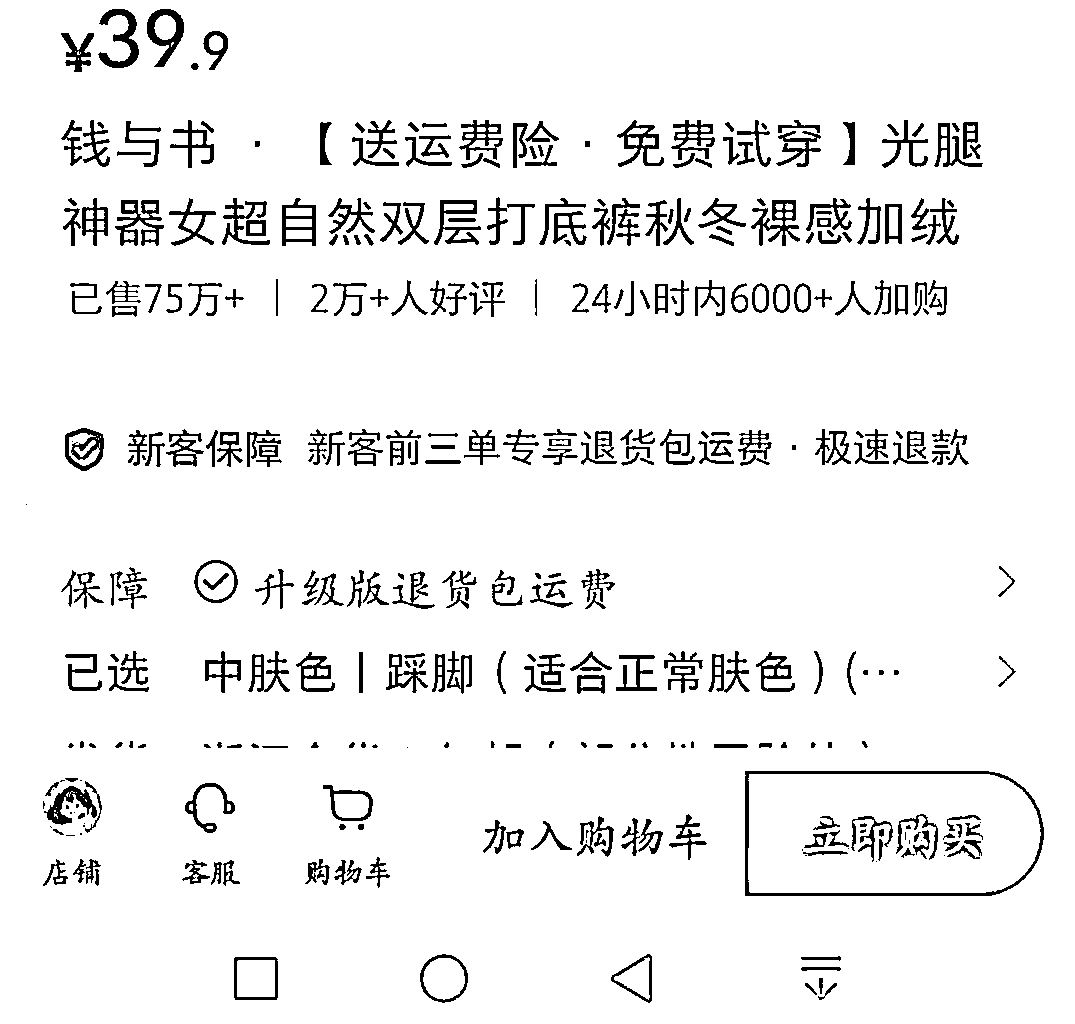 ¥39.9
钱与书 · 【送运费险·免费试穿】光腿
神器女超自然双层打底裤秋冬裸感加绒
已售75万+ | 2万+人好评 | 24小时内6000+人加购
新客保障 新客前三单专享退货包运费·极速退款
保障 升级版退货包运费
已选 中肤色|踩脚(适合正常肤色)(…
店铺 客服 购物车 加入购物车 立即购买